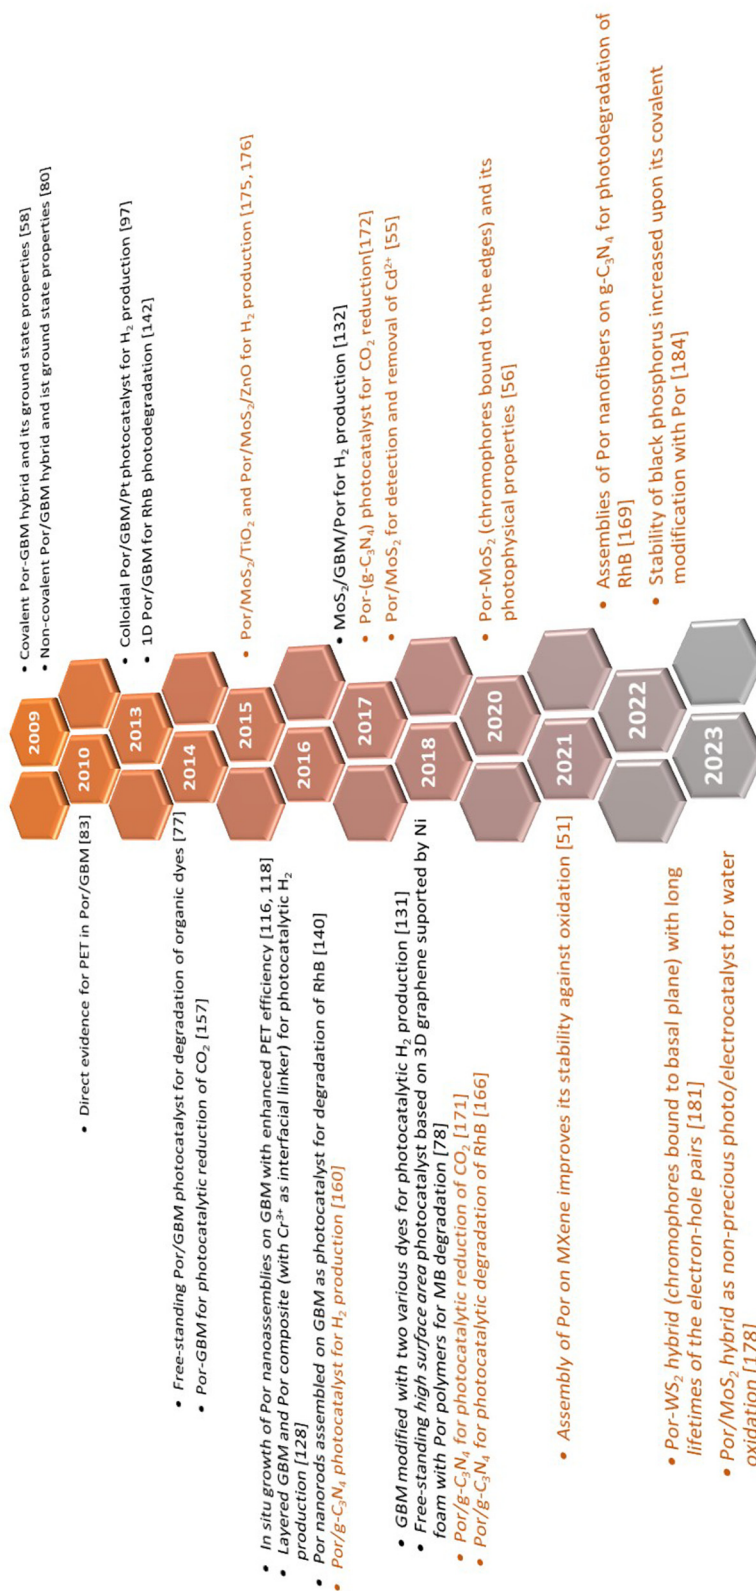 • Covalent Por-GBM hybrid and its ground state properties [58]
• Non-covalent Por/GBM hybrid and ist ground state properties [80]
2009
2010
• Direct evidence for PET in Por/GBM [83]
• Colloidal Por/GBM/Pt photocatalyst for H₂ production [97]
• 1D Por/GBM for RhB photodegradation [142]
2013
2014
• Free-standing Por/GBM photocatalyst for degradation of organic dyes [77]
• Por-GBM for photocatalytic reduction of CO₂ [157]
• Por/MoS₂/TiO₂ and Por/MoS₂/ZnO for H₂ production [175, 176]
2015
2016
• In situ growth of Por nanoassemblies on GBM with enhanced PET efficiency [116, 118]
• Layered GBM and Por composite (with Cr³⁺ as interfacial linker) for photocatalytic H₂
production [128]
• Por nanorods assembled on GBM as photocatalyst for degradation of RhB [140]
• Por/g-C₃N₄ photocatalyst for H₂ production [160]
• MoS₂/GBM/Porfor H₂ production [132]
• Por-(g-C₃N₄) photocatalyst for CO₂ reduction[172]
• Por/MoS₂ for detection and removal of Cd²⁺ [55]
2017
2018
• GBM modified with two various dyes for photocatalytic H₂ production [131]
• Free-standing high surface area photocatalyst based on 3D graphene suported by Ni
foam with Por polymers for MB degradation [78]
• Por/g-C₃N₄ for photocatalytic reduction of CO₂ [171]
• Por/g-C₃N₄ for photocatalytic degradation of RhB [166]
• Por-MoS₂ (chromophores bound to the edges) and its
photophysical properties [56]
2020
2021
• Assembly of Por on MXene improves its stability against oxidation [51]
• Assemblies of Por nanofibers on g-C₃N₄ for photodegradation of
RhB [169]
• Stability of black phosphorus increased upon its covalent
modification with Por [184]
2022
2023
• Por-WS₂ hybrid (chromophores bound to basal plane) with long
lifetimes of the electron-hole pairs [181]
• Por/MoS₂ hybrid as non-precious photo/electrocatalyst for water
oxidation [178]